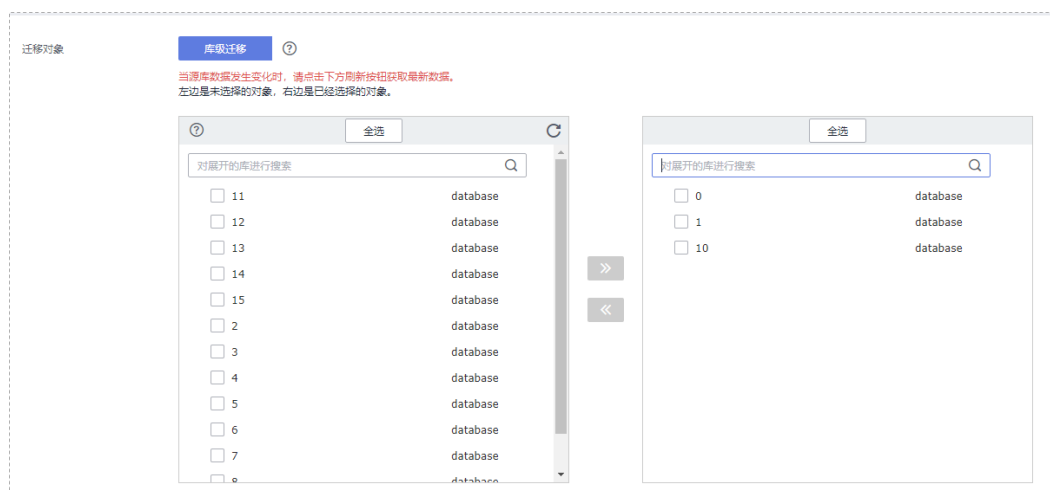 迁移对象 库级迁移
当源库数据发生变化时，请点击下方刷新按钮获取最新数据。
左边是未选择的对象，右边是已经选择的对象。
全选
对展开的库进行搜索
11 database
12 database
13 database
14 database
15 database
2 database
3 database
4 database
5 database
6 database
7 database
8 database
全选
对展开的库进行搜索
0 database
1 database
10 database